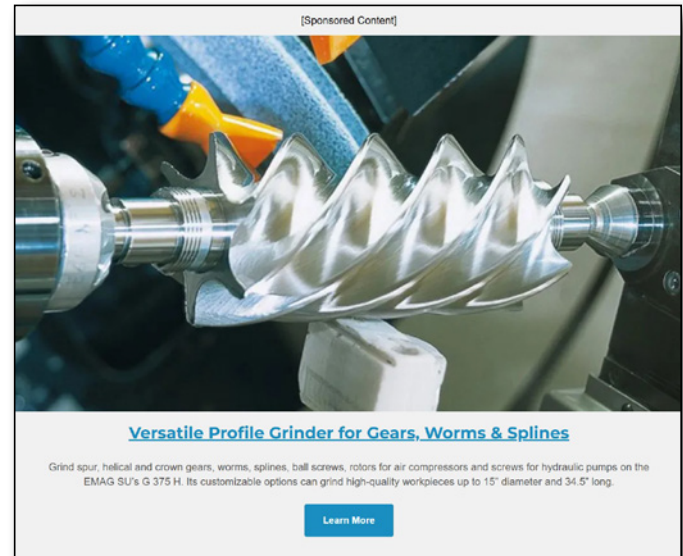 [Sponsored Content]
Versatile Profile Grinder for Gears, Worms & Splines
Grind spur, helical and crown gears, worms, splines, ball screws, rotors for air compressors and screws for hydraulic pumps on the
EMAG SU's G 375 H. Its customizable options can grind high-quality workpieces up to 15" diameter and 34.5" long.
Learn More